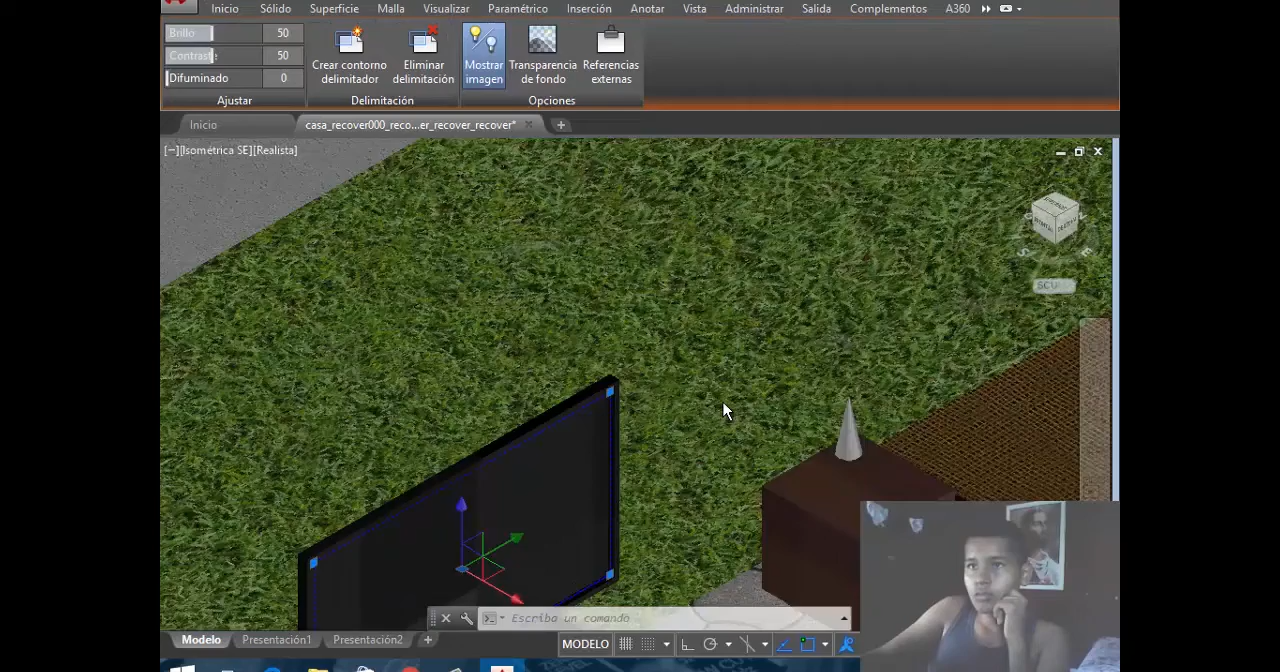 Inicio Sólido Superficie Malla Visualizar Paramétrico Inserción Anotar Vista Administrar Salida Complementos A360
Brillo 50
Contraste 50
Difuminado 0
Crear contorno
delimitador
Eliminar
delimitación
Mostrar
imagen
Transparencia
de fondo
Referencias
externas
Ajustar Delimitación Opciones
Inicio casa_recover000_reco...er_recover_recover*
[−][Isométrica SE][Realista]
SCU
Escriba un comando
Modelo Presentación1 Presentación2
MODELO